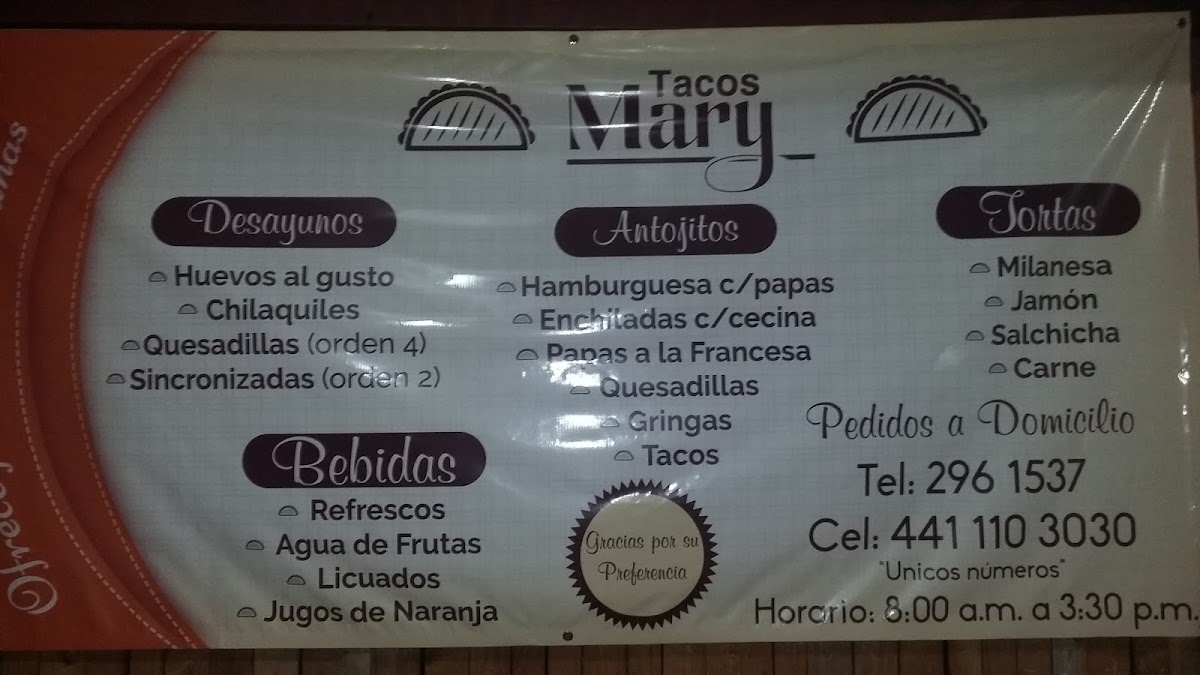 Tacos
Mary
Desayunos
Huevos al gusto
Chilaquiles
Quesadillas (orden 4)
Sincronizadas (orden 2)
Bebidas
Refrescos
Agua de Frutas
Licuados
Jugos de Naranja
Antojitos
Hamburguesa c/papas
Enchiladas c/cecina
Papas a la Francesa
Quesadillas
Gringas
Tacos
Gracias por su
Preferencia
Tortas
Milanesa
Jamón
Salchicha
Carne
Pedidos a Domicilio
Tel: 296 1537
Cel: 441 110 3030
"Unicos números"
Horario: 8:00 a.m. a 3:30 p.m.